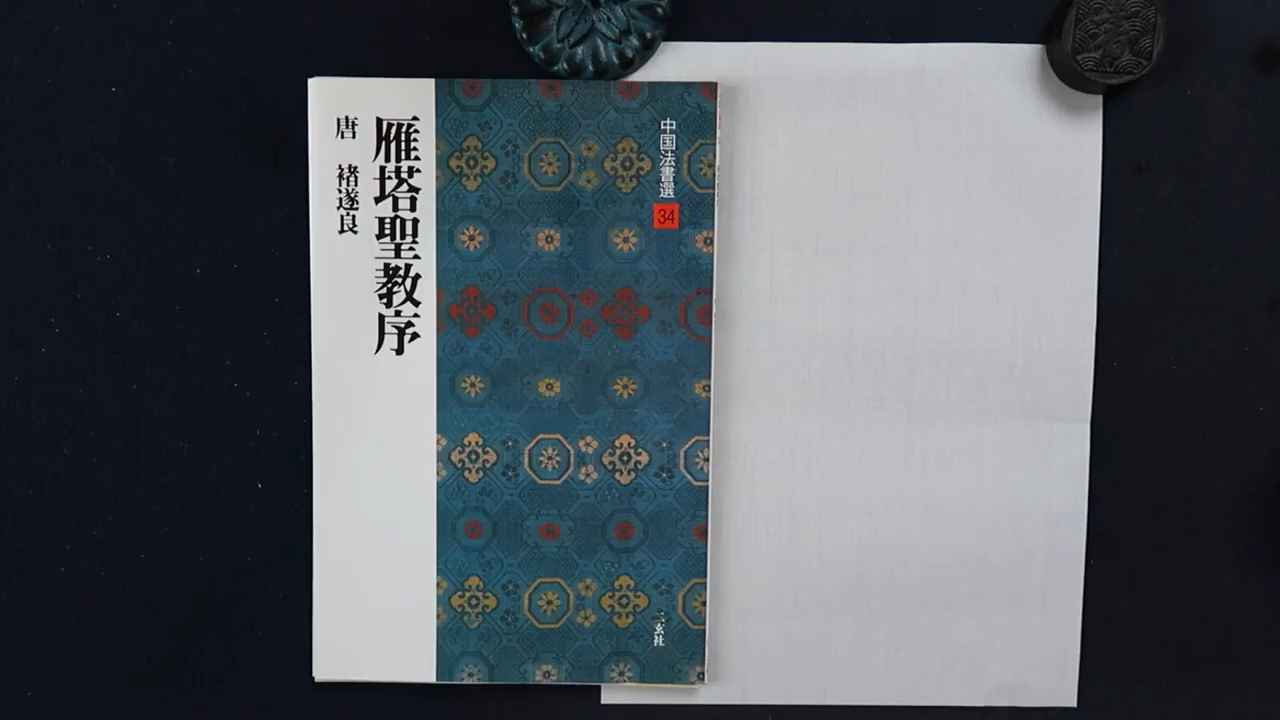 中国法書選
34
雁塔聖教序
唐 褚遂良
二玄社